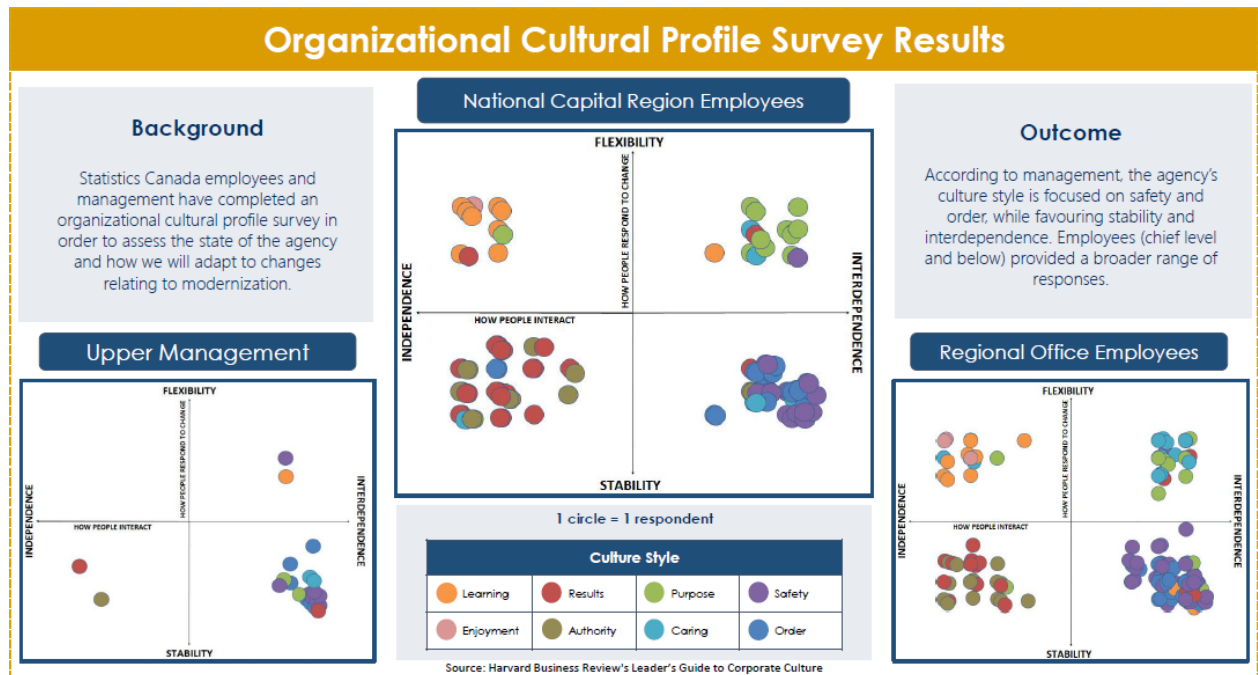 Organizational Cultural Profile Survey Results
Background
Statistics Canada employees and
management have completed an
organizational cultural profile survey in
order to assess the state of the agency
and how we will adapt to changes
relating to modernization.
National Capital Region Employees
FLEXIBILITY
HOW PEOPLE RESPOND TO CHANGE
INDEPENDENCE
HOW PEOPLE INTERACT
INTERDEPENDENCE
STABILITY
Outcome
According to management, the agency's
culture style is focused on safety and
order, while favouring stability and
interdependence. Employees (chief level
and below) provided a broader range of
responses.
Upper Management
FLEXIBILITY
HOW PEOPLE RESPOND TO CHANGE
INDEPENDENCE
HOW PEOPLE INTERACT
INTERDEPENDENCE
STABILITY
1 circle = 1 respondent
Culture Style
Learning
Results
Purpose
Safety
Enjoyment
Authority
Caring
Order
Source: Harvard Business Review's Leader's Guide to Corporate Culture
Regional Office Employees
FLEXIBILITY
HOW PEOPLE RESPOND TO CHANGE
INDEPENDENCE
HOW PEOPLE INTERACT
INTERDEPENDENCE
STABILITY